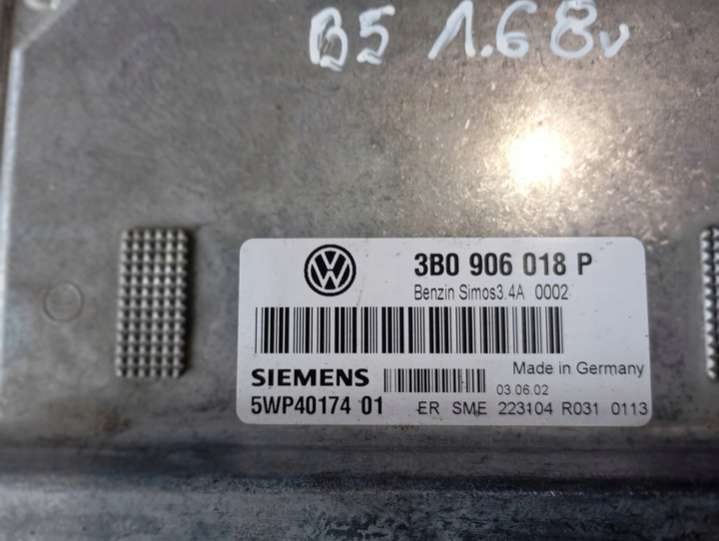 B5 1.6 8v
VW
3B0 906 018 P
Benzin Simos3.4A 0002
Made in Germany
SIEMENS
03.06.02
5WP40174 01 ER SME 223104 R031 0113